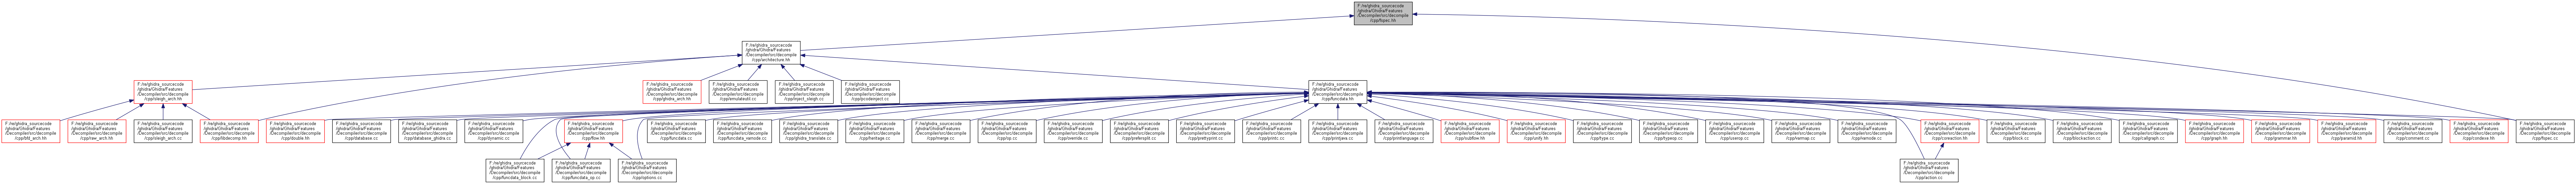 F:/re/ghidra_sourcecode
/ghidra/Ghidra/Features
/Decompiler/src/decompile
/cpp/fspec.hh
F:/re/ghidra_sourcecode
/ghidra/Ghidra/Features
/Decompiler/src/decompile
/cpp/architecture.hh
F:/re/ghidra_sourcecode
/ghidra/Ghidra/Features
/Decompiler/src/decompile
/cpp/sleigh_arch.hh
F:/re/ghidra_sourcecode
/ghidra/Ghidra/Features
/Decompiler/src/decompile
/cpp/ghidra_arch.hh
F:/re/ghidra_sourcecode
/ghidra/Ghidra/Features
/Decompiler/src/decompile
/cpp/emulateutil.cc
F:/re/ghidra_sourcecode
/ghidra/Ghidra/Features
/Decompiler/src/decompile
/cpp/inject_sleigh.cc
F:/re/ghidra_sourcecode
/ghidra/Ghidra/Features
/Decompiler/src/decompile
/cpp/pcodeinject.cc
F:/re/ghidra_sourcecode
/ghidra/Ghidra/Features
/Decompiler/src/decompile
/cpp/funcdata.hh
F:/re/ghidra_sourcecode
/ghidra/Ghidra/Features
/Decompiler/src/decompile
/cpp/bfd_arch.hh
F:/re/ghidra_sourcecode
/ghidra/Ghidra/Features
/Decompiler/src/decompile
/cpp/raw_arch.hh
F:/re/ghidra_sourcecode
/ghidra/Ghidra/Features
/Decompiler/src/decompile
/cpp/sleigh_arch.cc
F:/re/ghidra_sourcecode
/ghidra/Ghidra/Features
/Decompiler/src/decompile
/cpp/libdecomp.hh
F:/re/ghidra_sourcecode
/ghidra/Ghidra/Features
/Decompiler/src/decompile
/cpp/double.hh
F:/re/ghidra_sourcecode
/ghidra/Ghidra/Features
/Decompiler/src/decompile
/cpp/database.cc
F:/re/ghidra_sourcecode
/ghidra/Ghidra/Features
/Decompiler/src/decompile
/cpp/database_ghidra.cc
F:/re/ghidra_sourcecode
/ghidra/Ghidra/Features
/Decompiler/src/decompile
/cpp/dynamic.cc
F:/re/ghidra_sourcecode
/ghidra/Ghidra/Features
/Decompiler/src/decompile
/cpp/flow.hh
F:/re/ghidra_sourcecode
/ghidra/Ghidra/Features
/Decompiler/src/decompile
/cpp/funcdata.cc
F:/re/ghidra_sourcecode
/ghidra/Ghidra/Features
/Decompiler/src/decompile
/cpp/funcdata_varnode.cc
F:/re/ghidra_sourcecode
/ghidra/Ghidra/Features
/Decompiler/src/decompile
/cpp/ghidra_translate.cc
F:/re/ghidra_sourcecode
/ghidra/Ghidra/Features
/Decompiler/src/decompile
/cpp/heritage.cc
F:/re/ghidra_sourcecode
/ghidra/Ghidra/Features
/Decompiler/src/decompile
/cpp/merge.cc
F:/re/ghidra_sourcecode
/ghidra/Ghidra/Features
/Decompiler/src/decompile
/cpp/op.cc
F:/re/ghidra_sourcecode
/ghidra/Ghidra/Features
/Decompiler/src/decompile
/cpp/override.cc
F:/re/ghidra_sourcecode
/ghidra/Ghidra/Features
/Decompiler/src/decompile
/cpp/prefersplit.cc
F:/re/ghidra_sourcecode
/ghidra/Ghidra/Features
/Decompiler/src/decompile
/cpp/prettyprint.cc
F:/re/ghidra_sourcecode
/ghidra/Ghidra/Features
/Decompiler/src/decompile
/cpp/printc.cc
F:/re/ghidra_sourcecode
/ghidra/Ghidra/Features
/Decompiler/src/decompile
/cpp/printjava.cc
F:/re/ghidra_sourcecode
/ghidra/Ghidra/Features
/Decompiler/src/decompile
/cpp/printlanguage.cc
F:/re/ghidra_sourcecode
/ghidra/Ghidra/Features
/Decompiler/src/decompile
/cpp/subflow.hh
F:/re/ghidra_sourcecode
/ghidra/Ghidra/Features
/Decompiler/src/decompile
/cpp/unify.hh
F:/re/ghidra_sourcecode
/ghidra/Ghidra/Features
/Decompiler/src/decompile
/cpp/type.cc
F:/re/ghidra_sourcecode
/ghidra/Ghidra/Features
/Decompiler/src/decompile
/cpp/typeop.cc
F:/re/ghidra_sourcecode
/ghidra/Ghidra/Features
/Decompiler/src/decompile
/cpp/userop.cc
F:/re/ghidra_sourcecode
/ghidra/Ghidra/Features
/Decompiler/src/decompile
/cpp/varmap.cc
F:/re/ghidra_sourcecode
/ghidra/Ghidra/Features
/Decompiler/src/decompile
/cpp/varnode.cc
F:/re/ghidra_sourcecode
/ghidra/Ghidra/Features
/Decompiler/src/decompile
/cpp/coreaction.hh
F:/re/ghidra_sourcecode
/ghidra/Ghidra/Features
/Decompiler/src/decompile
/cpp/block.cc
F:/re/ghidra_sourcecode
/ghidra/Ghidra/Features
/Decompiler/src/decompile
/cpp/blockaction.cc
F:/re/ghidra_sourcecode
/ghidra/Ghidra/Features
/Decompiler/src/decompile
/cpp/callgraph.cc
F:/re/ghidra_sourcecode
/ghidra/Ghidra/Features
/Decompiler/src/decompile
/cpp/graph.hh
F:/re/ghidra_sourcecode
/ghidra/Ghidra/Features
/Decompiler/src/decompile
/cpp/grammar.hh
F:/re/ghidra_sourcecode
/ghidra/Ghidra/Features
/Decompiler/src/decompile
/cpp/paramid.hh
F:/re/ghidra_sourcecode
/ghidra/Ghidra/Features
/Decompiler/src/decompile
/cpp/comment.cc
F:/re/ghidra_sourcecode
/ghidra/Ghidra/Features
/Decompiler/src/decompile
/cpp/condexe.hh
F:/re/ghidra_sourcecode
/ghidra/Ghidra/Features
/Decompiler/src/decompile
/cpp/fspec.cc
F:/re/ghidra_sourcecode
/ghidra/Ghidra/Features
/Decompiler/src/decompile
/cpp/funcdata_block.cc
F:/re/ghidra_sourcecode
/ghidra/Ghidra/Features
/Decompiler/src/decompile
/cpp/funcdata_op.cc
F:/re/ghidra_sourcecode
/ghidra/Ghidra/Features
/Decompiler/src/decompile
/cpp/options.cc
F:/re/ghidra_sourcecode
/ghidra/Ghidra/Features
/Decompiler/src/decompile
/cpp/action.cc